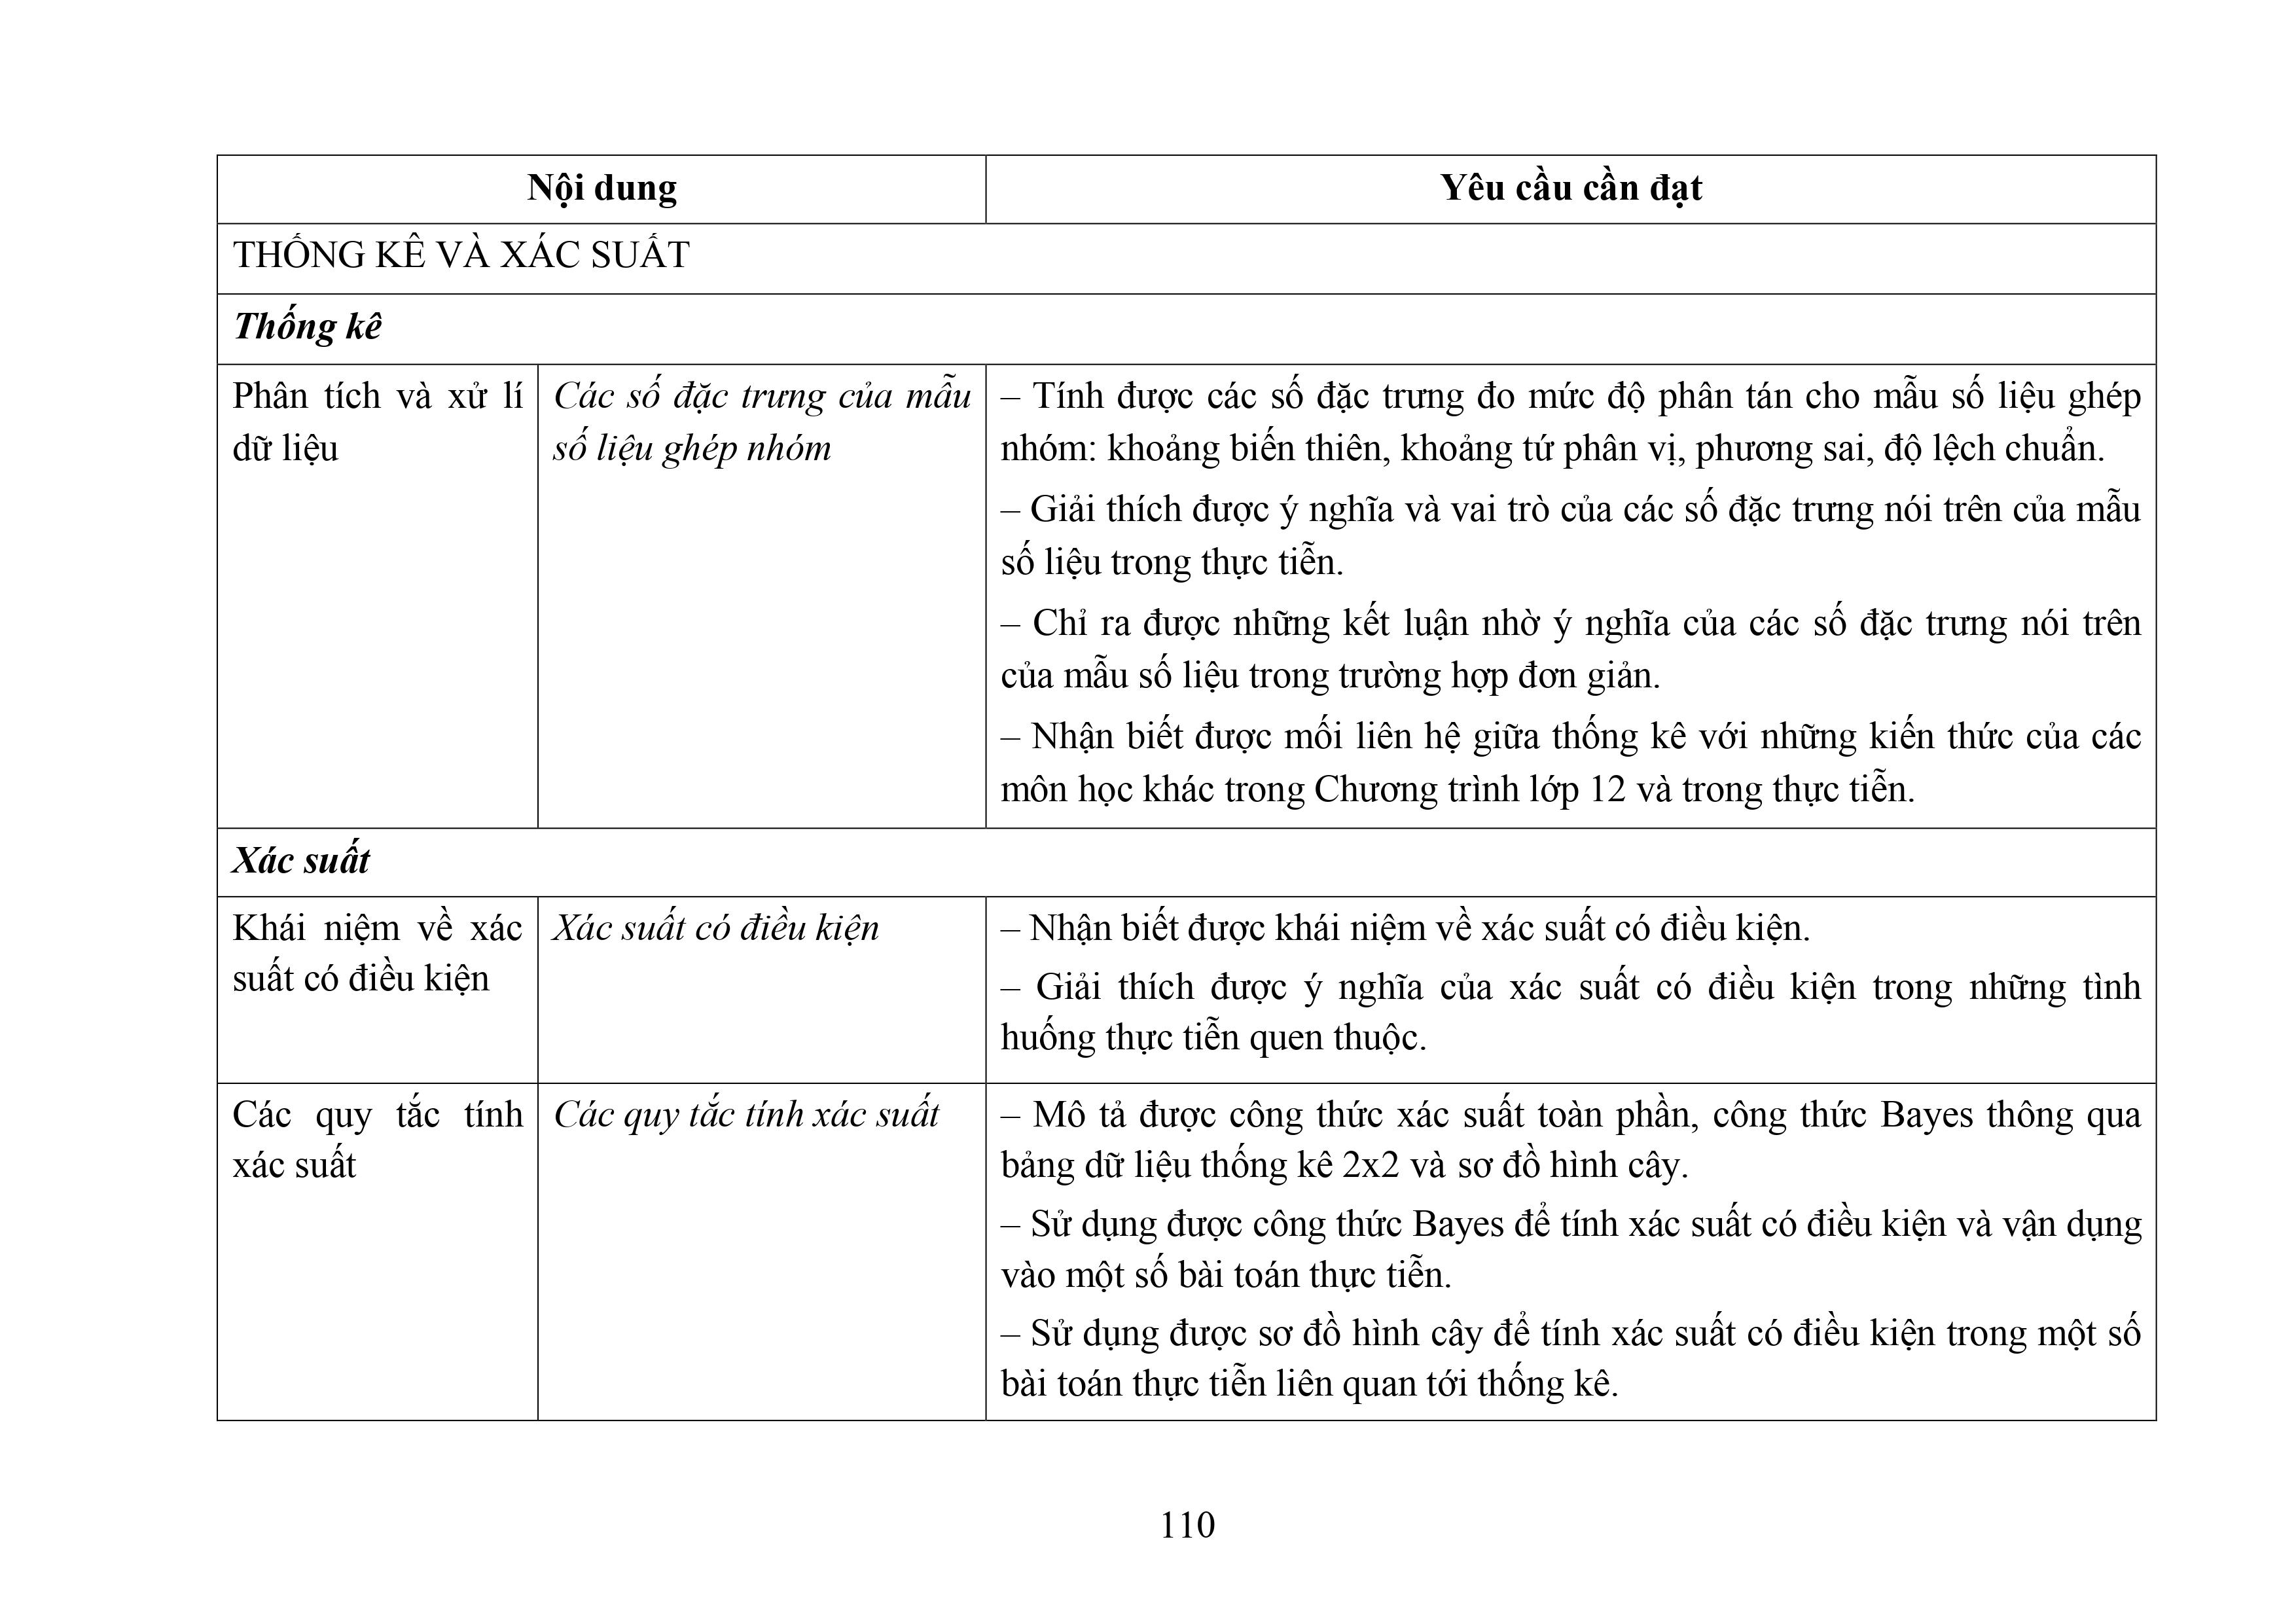 Nội dung
Yêu cầu cần đạt
THỐNG KÊ VÀ XÁC SUẤT
Thống kê
Phân tích và xử lí
dữ liệu
Các số đặc trưng của mẫu
số liệu ghép nhóm
– Tính được các số đặc trưng đo mức độ phân tán cho mẫu số liệu ghép
nhóm: khoảng biến thiên, khoảng tứ phân vị, phương sai, độ lệch chuẩn.
– Giải thích được ý nghĩa và vai trò của các số đặc trưng nói trên của mẫu
số liệu trong thực tiễn.
– Chỉ ra được những kết luận nhờ ý nghĩa của các số đặc trưng nói trên
của mẫu số liệu trong trường hợp đơn giản.
– Nhận biết được mối liên hệ giữa thống kê với những kiến thức của các
môn học khác trong Chương trình lớp 12 và trong thực tiễn.
Xác suất
Khái niệm về xác
suất có điều kiện
Xác suất có điều kiện
– Nhận biết được khái niệm về xác suất có điều kiện.
– Giải thích được ý nghĩa của xác suất có điều kiện trong những tình
huống thực tiễn quen thuộc.
Các quy tắc tính
xác suất
Các quy tắc tính xác suất
– Mô tả được công thức xác suất toàn phần, công thức Bayes thông qua
bảng dữ liệu thống kê 2x2 và sơ đồ hình cây.
– Sử dụng được công thức Bayes để tính xác suất có điều kiện và vận dụng
vào một số bài toán thực tiễn.
– Sử dụng được sơ đồ hình cây để tính xác suất có điều kiện trong một số
bài toán thực tiễn liên quan tới thống kê.
110